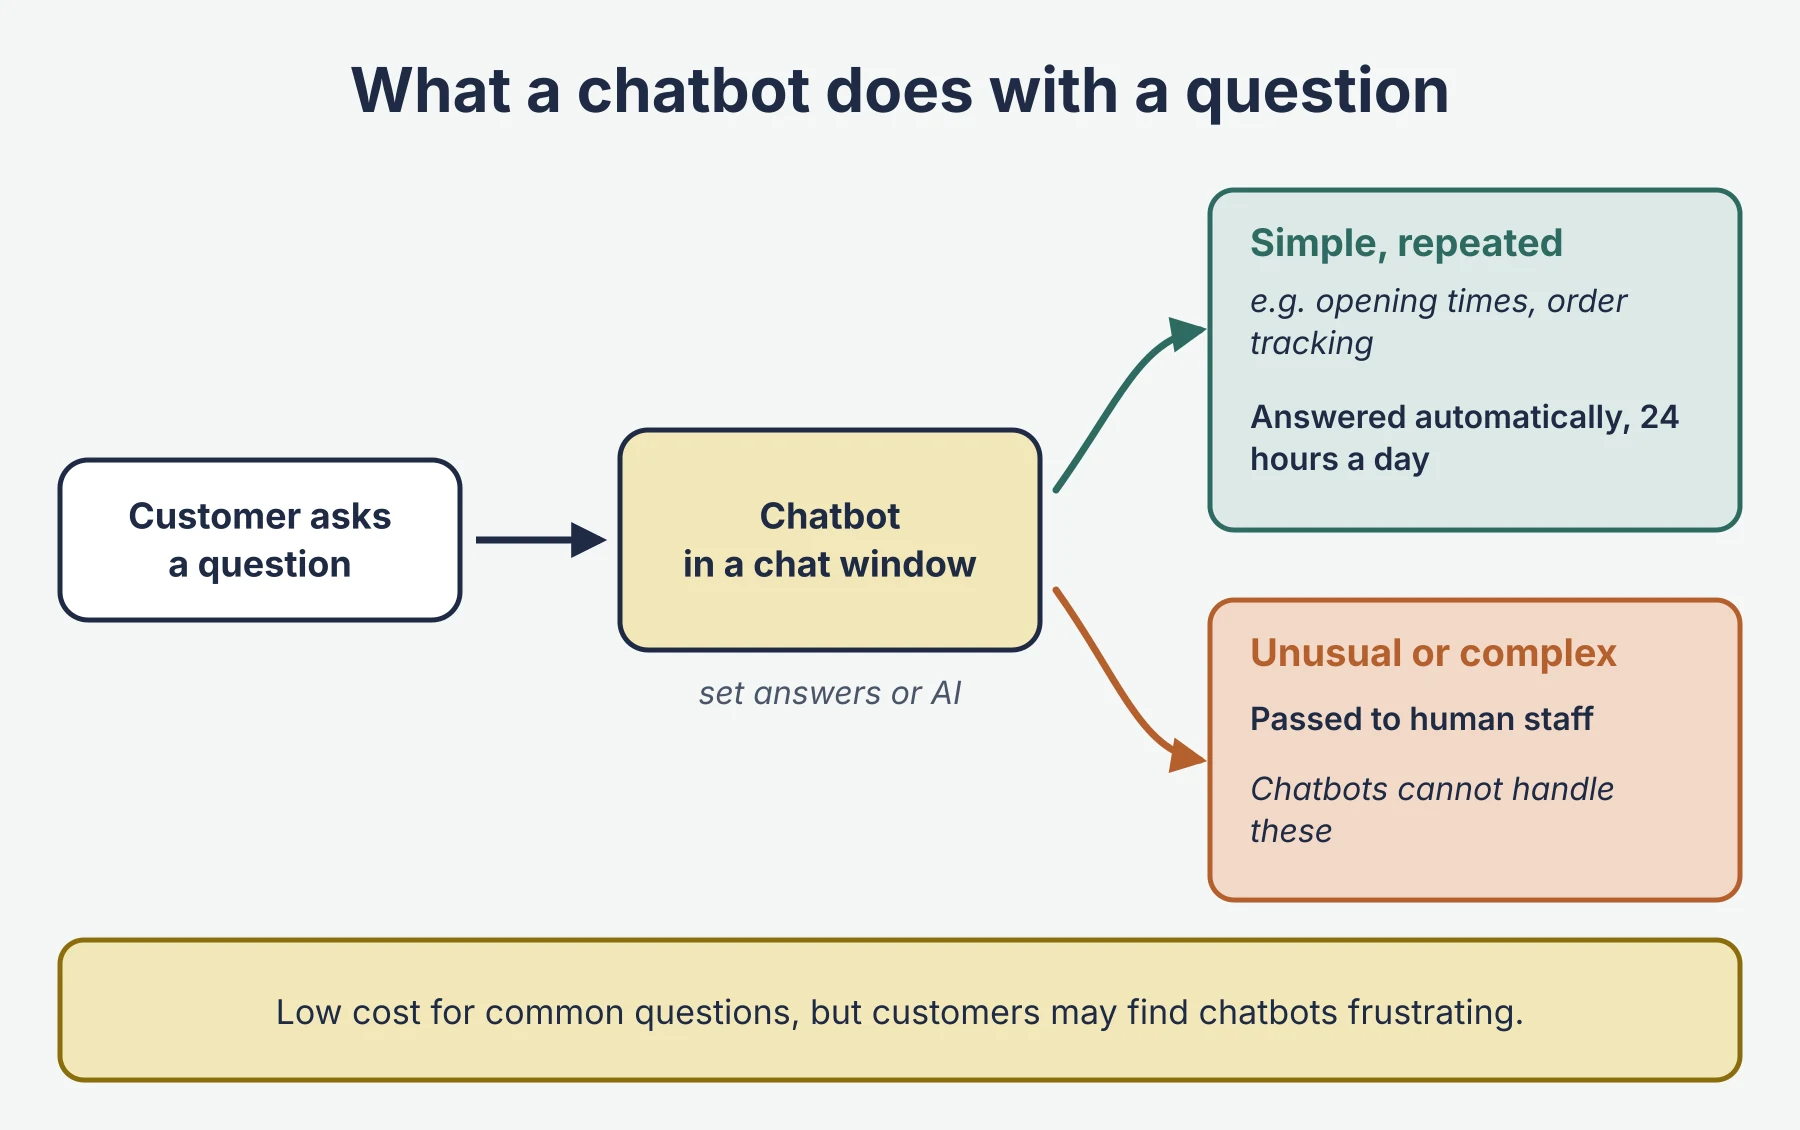 What a chatbot does with a question
Customer asks
a question
Chatbot
in a chat window
set answers or AI
Simple, repeated
e.g. opening times, order
tracking
Answered automatically, 24
hours a day
Unusual or complex
Passed to human staff
Chatbots cannot handle
these
Low cost for common questions, but customers may find chatbots frustrating.